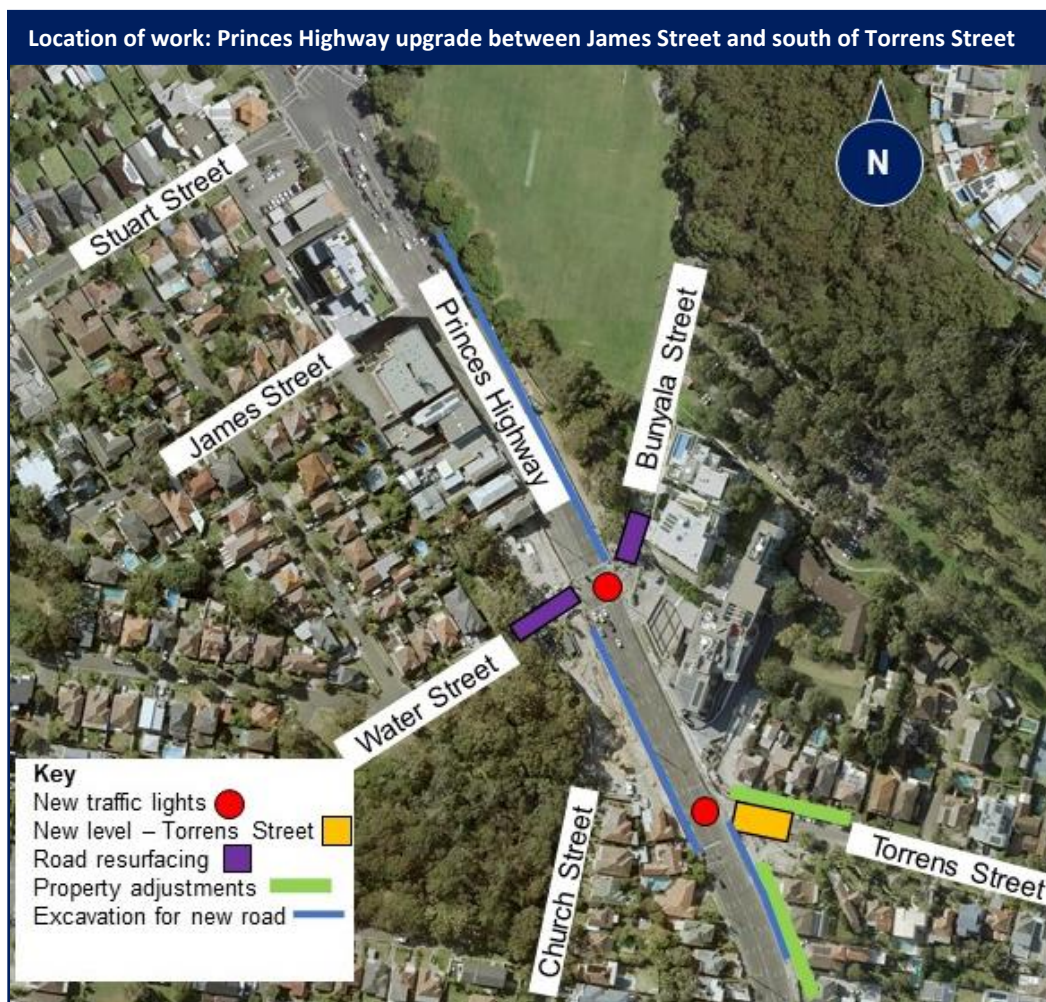 Location of work: Princes Highway upgrade between James Street and south of Torrens Street
N
Stuart Street
James Street
Princes Highway
Bunyala Street
Water Street
Church Street
Torrens Street
Key
New traffic lights
New level – Torrens Street
Road resurfacing
Property adjustments
Excavation for new road